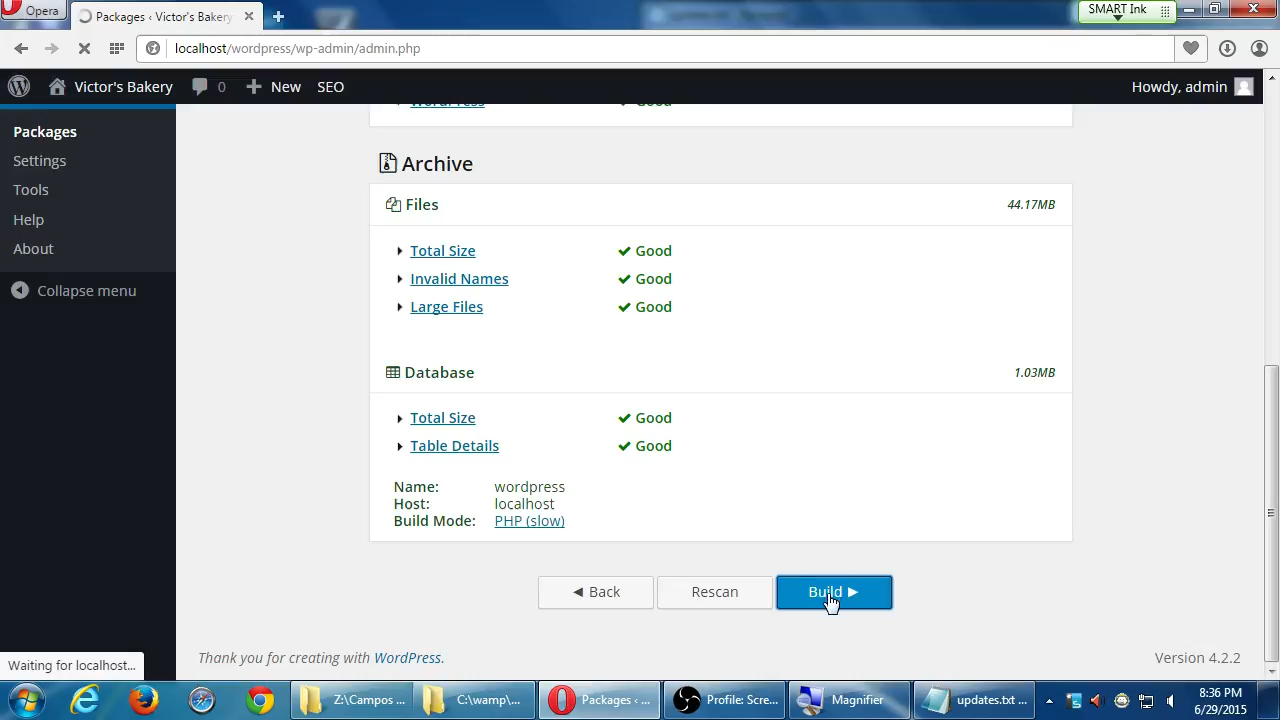 Opera
Packages ‹ Victor's Bakery
SMART Ink
localhost/wordpress/wp-admin/admin.php
Victor's Bakery
0
New
SEO
Howdy, admin
Packages
Settings
Tools
Help
About
Collapse menu
WordPress
Good
Archive
Files
44.17MB
Total Size
Good
Invalid Names
Good
Large Files
Good
Database
1.03MB
Total Size
Good
Table Details
Good
Name: wordpress
Host: localhost
Build Mode: PHP (slow)
◄ Back
Rescan
Build ►
Waiting for localhost...
Thank you for creating with WordPress.
Version 4.2.2
Z:\Campos ...
C:\wamp\...
Packages ‹ ...
Profile: Scre...
Magnifier
updates.txt ...
8:36 PM
6/29/2015